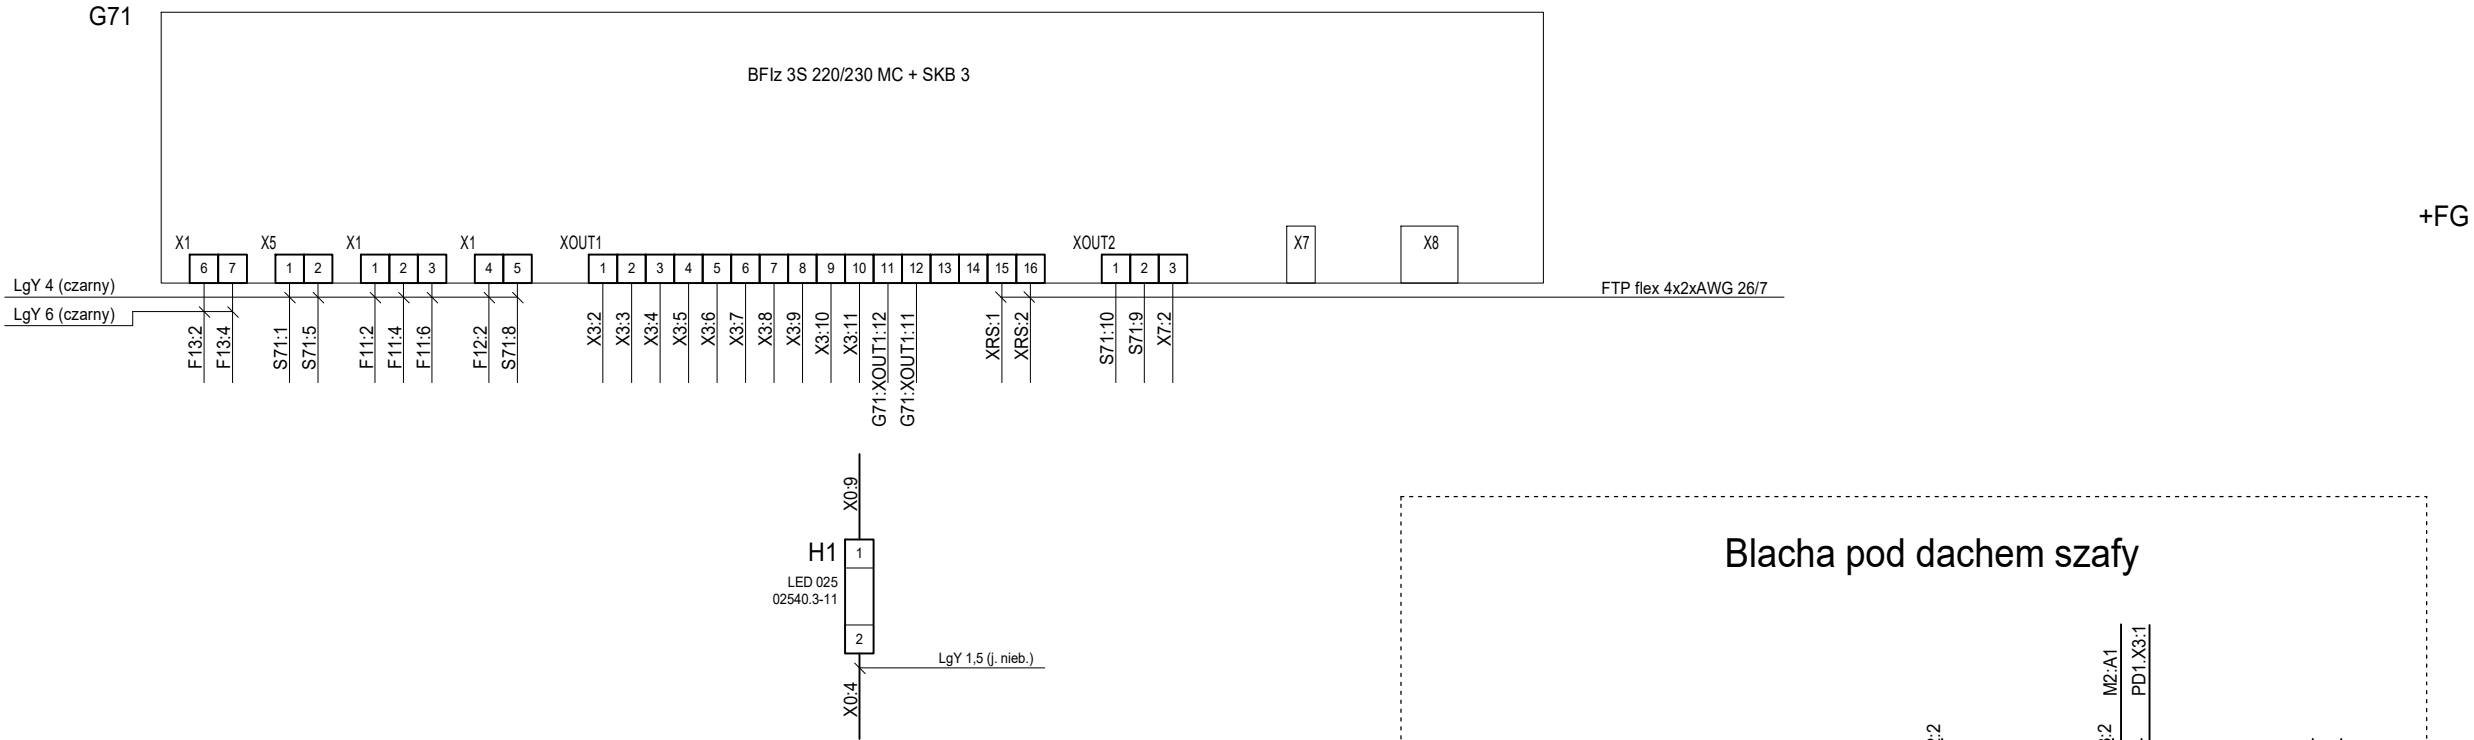 G71
BFIz 3S 220/230 MC + SKB 3
+FG
X1 X5 X1 X1 XOUT1 XOUT2 X7 X8
6 7 1 2 1 2 3 4 5 1 2 3 4 5 6 7 8 9 10 11 12 13 14 15 16 1 2 3
LgY 4 (czarny)
FTP flex 4x2xAWG 26/7
LgY 6 (czarny)
F13:2
F13:4
S71:1
S71:5
F11:2
F11:4
F11:6
F12:2
S71:8
X3:2
X3:3
X3:4
X3:5
X3:6
X3:7
X3:8
X3:9
X3:10
X3:11
G71:XOUT1:12
G71:XOUT1:11
XRS:1
XRS:2
S71:10
S71:9
X7:2
X0:9
H1
1
LED 025
02540.3-11
2
LgY 1,5 (j. nieb.)
X0:4
Blacha pod dachem szafy
M2:A1
PD1.X3:1